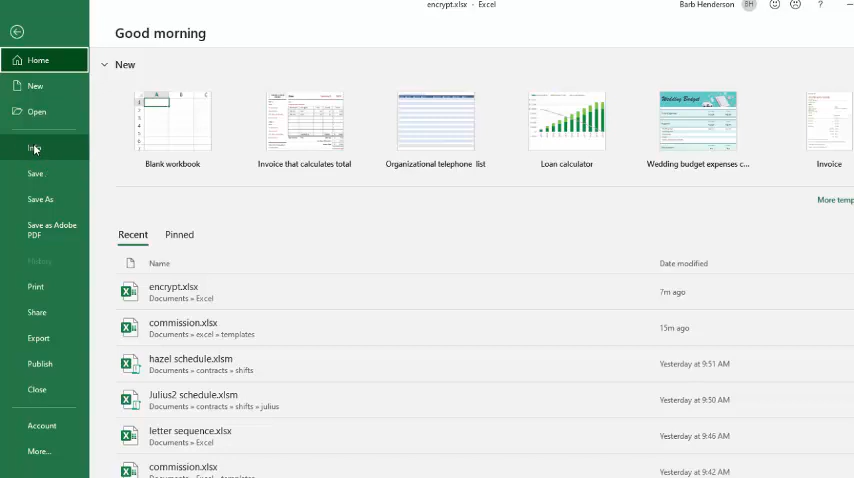 encrypt.xlsx - Excel
Barb Henderson BH ?
Good morning
Home
New
Open
Info
Save
Save As
Save as Adobe
PDF
History
Print
Share
Export
Publish
Close
Account
More...
New
A B C
Blank workbook
Invoice that calculates total
Organizational telephone list
Loan calculator
Wedding Budget
Wedding budget expenses c...
Invoice
More temp
Recent Pinned
Name Date modified
encrypt.xlsx
Documents » Excel
7m ago
commission.xlsx
Documents » excel » templates
15m ago
hazel schedule.xlsm
Documents » contracts » shifts
Yesterday at 9:51 AM
Julius2 schedule.xlsm
Documents » contracts » shifts » julius
Yesterday at 9:50 AM
letter sequence.xlsx
Documents » Excel
Yesterday at 9:46 AM
commission.xlsx
Documents » Excel » templates
Yesterday at 9:42 AM